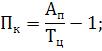 Пк = Ап/Тц − 1;